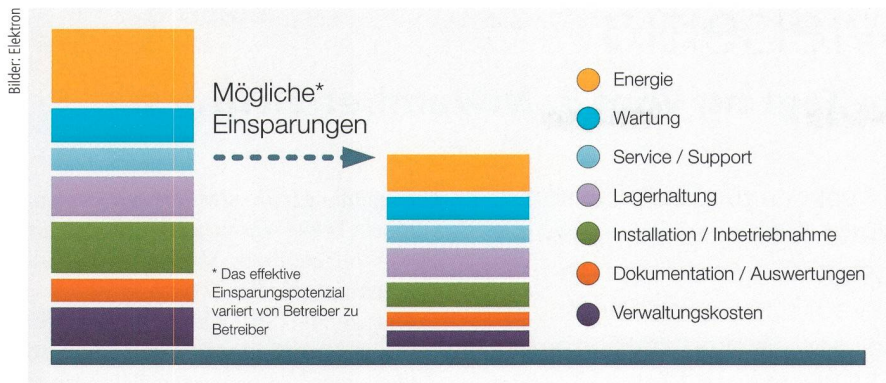 Bilder: Elektron
Mögliche*
Einsparungen
* Das effektive
Einsparungspotenzial
variiert von Betreiber zu
Betreiber
Energie
Wartung
Service / Support
Lagerhaltung
Installation / Inbetriebnahme
Dokumentation / Auswertungen
Verwaltungskosten